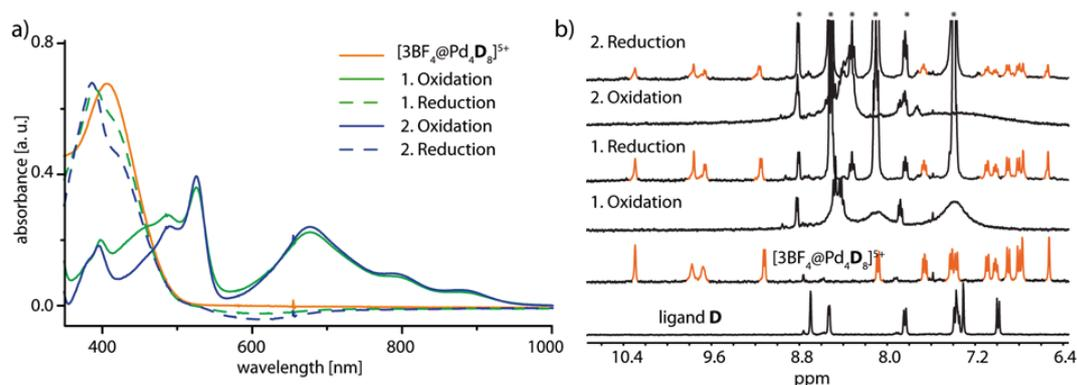 a)
0.8
0.4
0.0
absorbance [a. u.]
400
600
800
1000
wavelength [nm]
[3BF4@Pd4D8]5+
1. Oxidation
1. Reduction
2. Oxidation
2. Reduction
b)
* * * * * *
2. Reduction
2. Oxidation
1. Reduction
1. Oxidation
[3BF4@Pd4D8]5+
ligand D
10.4 9.6 8.8 8.0 7.2 6.4
ppm